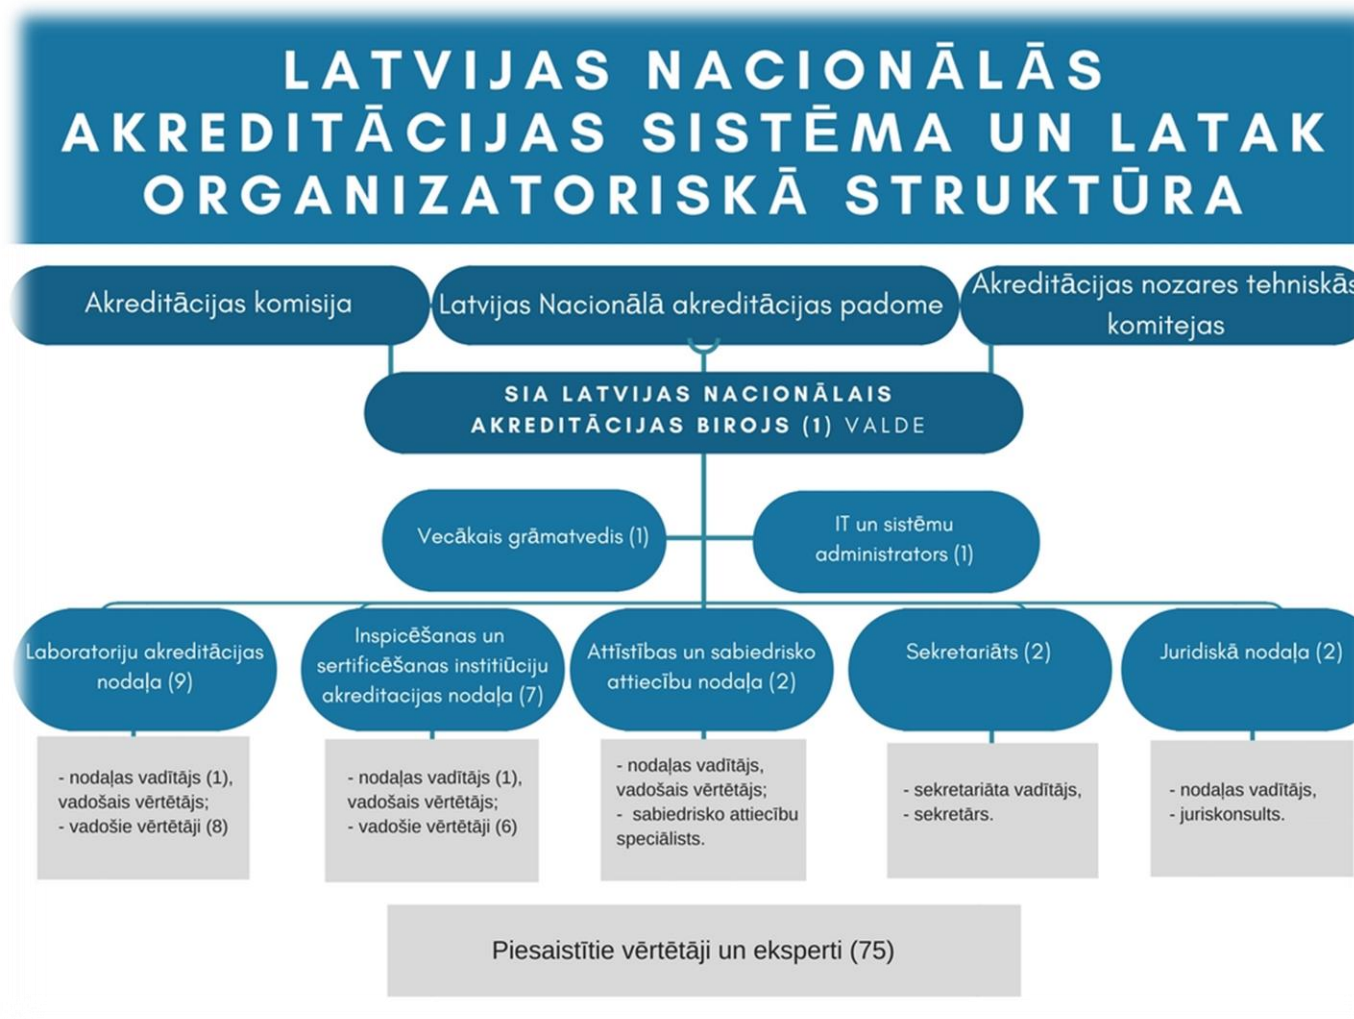 LATVIJAS NACIONĀLĀS
AKREDITĀCIJAS SISTĒMA UN LATAK
ORGANIZATORISKĀ STRUKTŪRA
Akreditācijas komisija
Latvijas Nacionālā akreditācijas padome
Akreditācijas nozares tehniskās
komitejas
SIA LATVIJAS NACIONĀLAIS
AKREDITĀCIJAS BIROJS (1) VALDE
Vecākais grāmatvedis (1)
IT un sistēmu
administrators (1)
Laboratoriju akreditācijas
nodaļa (9)
Inspicēšanas un
sertificēšanas institiūciju
akreditacijas nodaļa (7)
Attīstības un sabiedrisko
attiecību nodaļa (2)
Sekretariāts (2)
Juridiskā nodaļa (2)
- nodaļas vadītājs (1),
vadošais vērtētājs;
- vadošie vērtētāji (8)
- nodaļas vadītājs (1),
vadošais vērtētājs;
- vadošie vērtētāji (6)
- nodaļas vadītājs,
vadošais vērtētājs;
- sabiedrisko attiecību
speciālists.
- sekretariāta vadītājs,
- sekretārs.
- nodaļas vadītājs,
- juriskonsults.
Piesaistītie vērtētāji un eksperti (75)